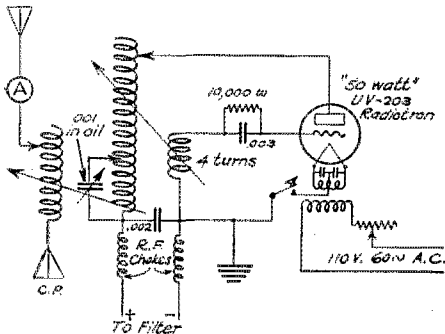 A
.001
in oil
10,000 ω
.003
"50 watt"
UV-203
Radiotron
4 turns
.002
R.F.
Chokes
C.P.
+ -
To Filter
110 V. 60~ A.C.